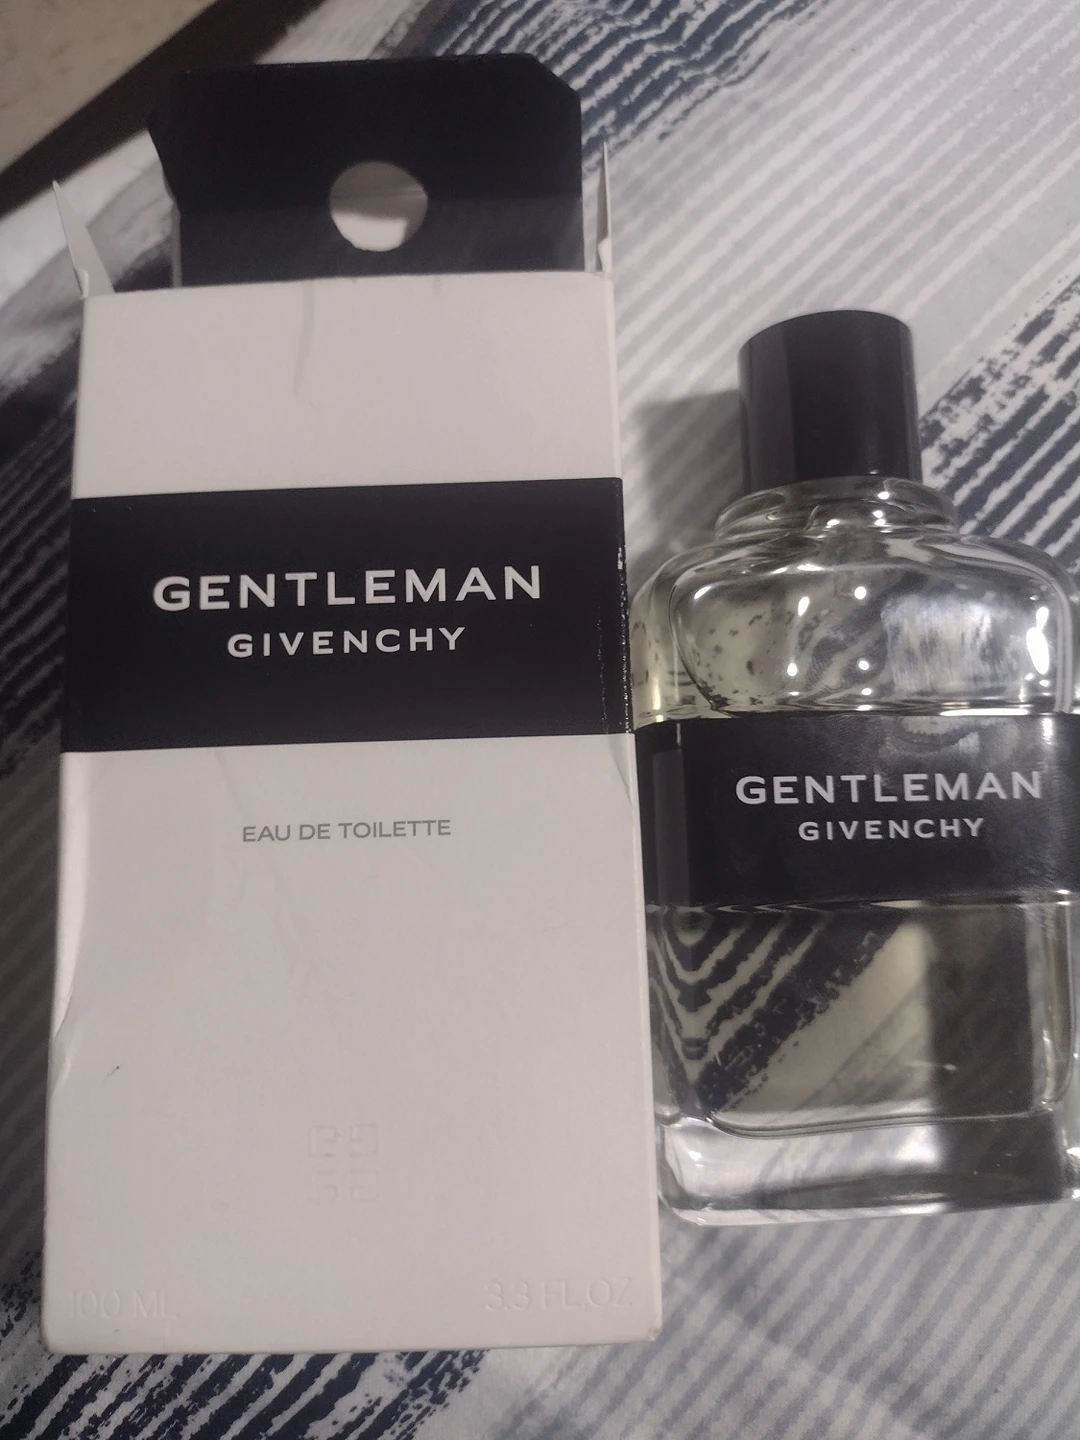 GENTLEMAN
GIVENCHY
EAU DE TOILETTE
100 ML
3.3 FL.OZ
GENTLEMAN
GIVENCHY